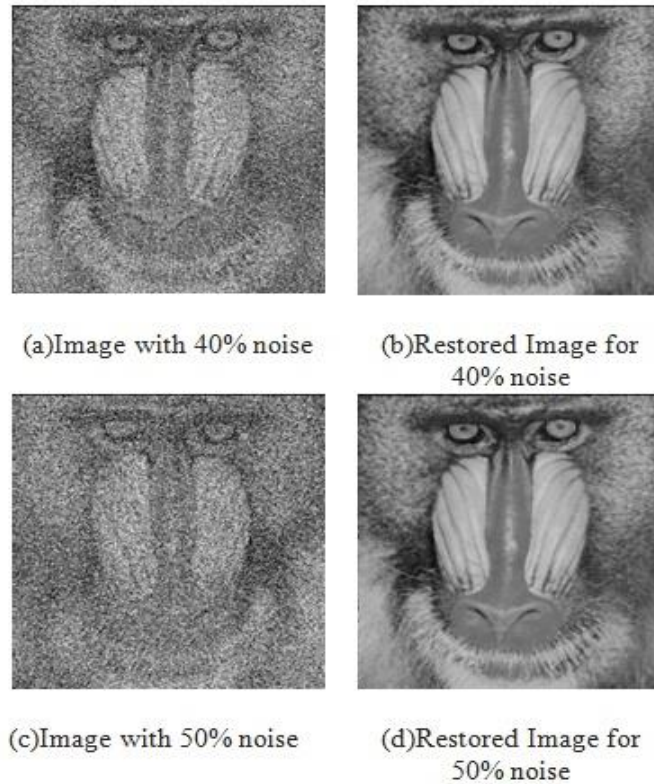 (a)Image with 40% noise
(b)Restored Image for
40% noise
(c)Image with 50% noise
(d)Restored Image for
50% noise